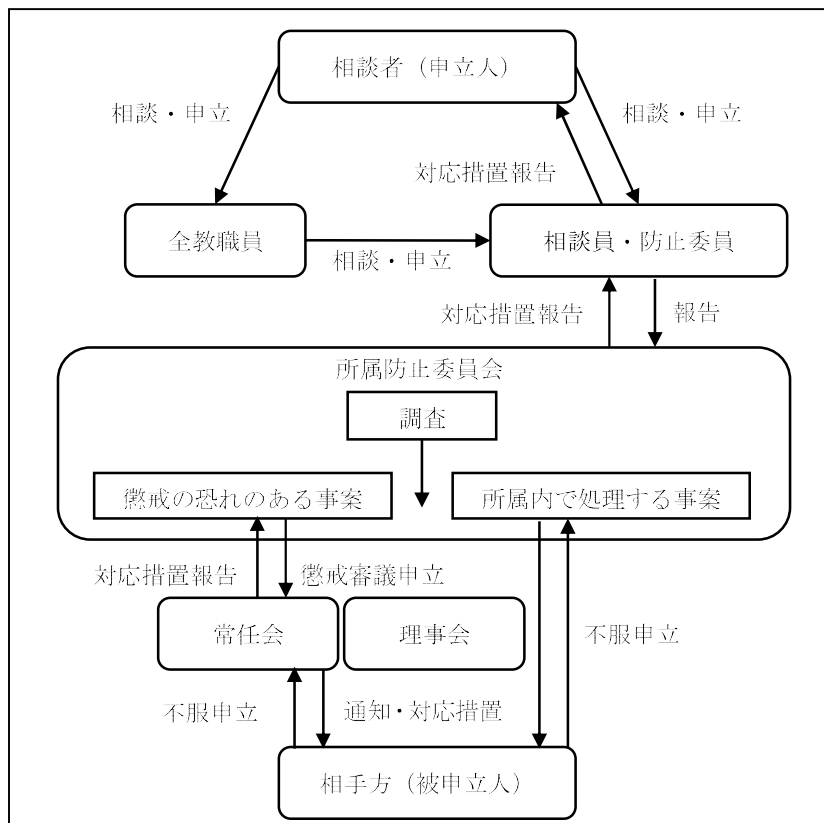 相談者（申立人）
相談・申立
相談・申立
対応措置報告
全教職員
相談員・防止委員
相談・申立
対応措置報告
報告
所属防止委員会
調査
懲戒の恐れのある事案
所属内で処理する事案
対応措置報告
懲戒審議申立
常任会
理事会
不服申立
不服申立
通知・対応措置
相手方（被申立人）